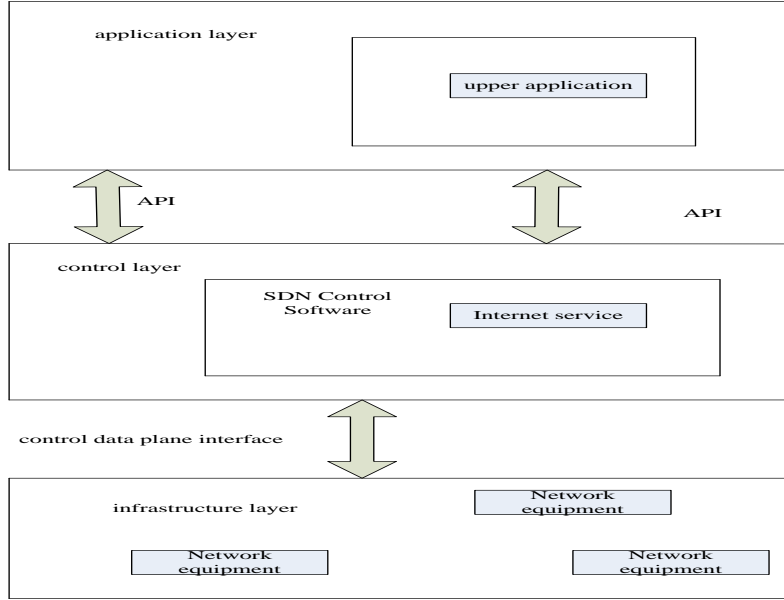 application layer
upper application
API
API
control layer
SDN Control
Software
Internet service
control data plane interface
infrastructure layer
Network
equipment
Network
equipment
Network
equipment